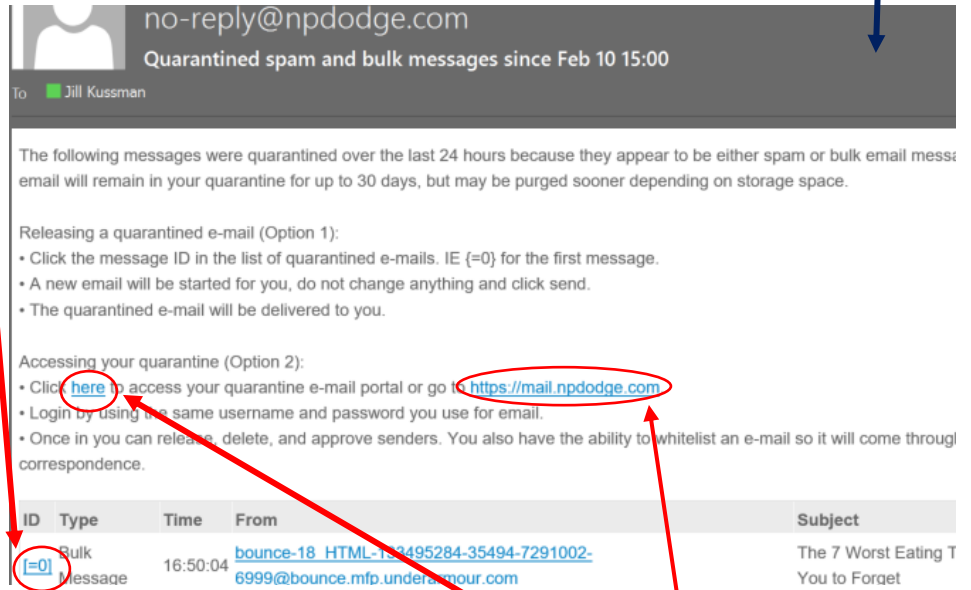 no-reply@npdodge.com
Quarantined spam and bulk messages since Feb 10 15:00
To Jill Kussman
The following messages were quarantined over the last 24 hours because they appear to be either spam or bulk email
email will remain in your quarantine for up to 30 days, but may be purged sooner depending on storage space.
Releasing a quarantined e-mail (Option 1):
• Click the message ID in the list of quarantined e-mails. IE {=0} for the first message.
• A new email will be started for you, do not change anything and click send.
• The quarantined e-mail will be delivered to you.
Accessing your quarantine (Option 2):
• Click here to access your quarantine e-mail portal or go to https://mail.npdodge.com
• Login by using the same username and password you use for email.
• Once in you can release, delete, and approve senders. You also have the ability to whitelist an e-mail so it will come through
correspondence.
ID Type Time From Subject
[=0] Bulk Message 16:50:04 bounce-18_HTML-133495284-35494-7291002- The 7 Worst Eating
6999@bounce.mfp.underarmour.com You to Forget